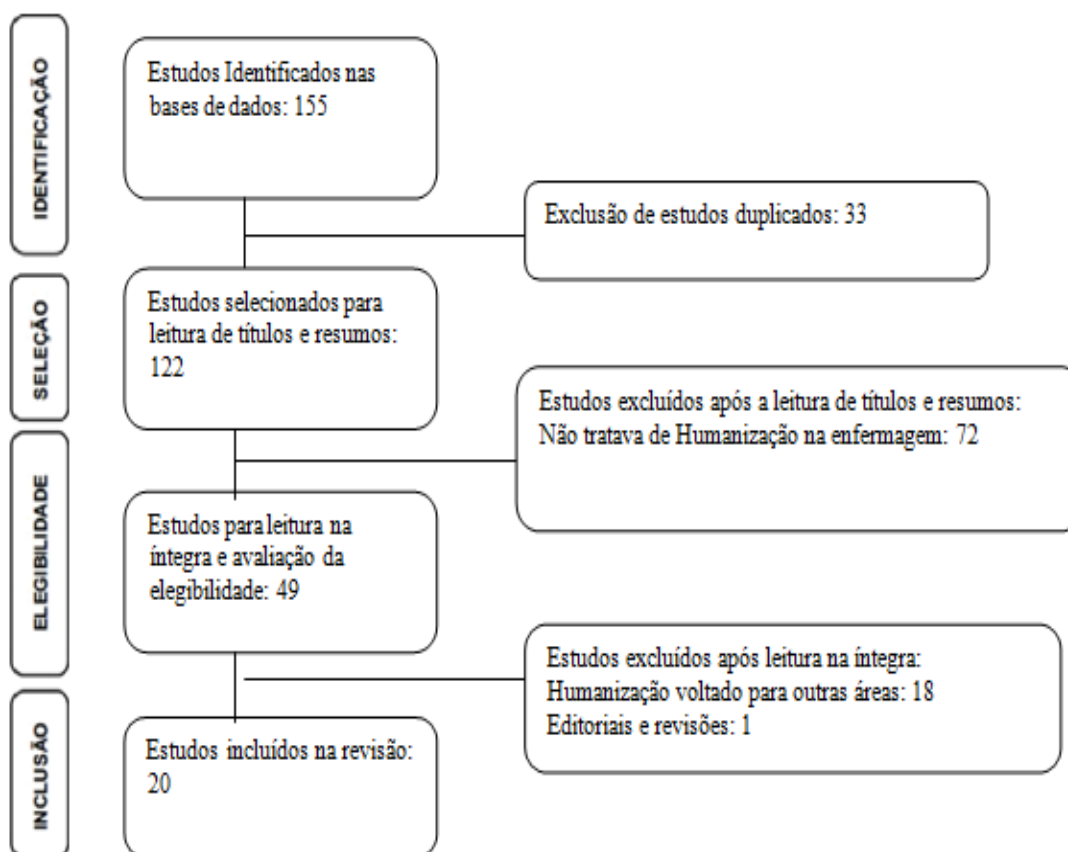 IDENTIFICAÇÃO
Estudos Identificados nas
bases de dados: 155
Exclusão de estudos duplicados: 33
SELEÇÃO
Estudos selecionados para
leitura de títulos e resumos:
122
Estudos excluídos após a leitura de títulos e resumos:
Não tratava de Humanização na enfermagem: 72
ELEGIBILIDADE
Estudos para leitura na
íntegra e avaliação da
elegibilidade: 49
Estudos excluídos após leitura na íntegra:
Humanização voltado para outras áreas: 18
Editoriais e revisões: 1
INCLUSÃO
Estudos incluídos na revisão:
20